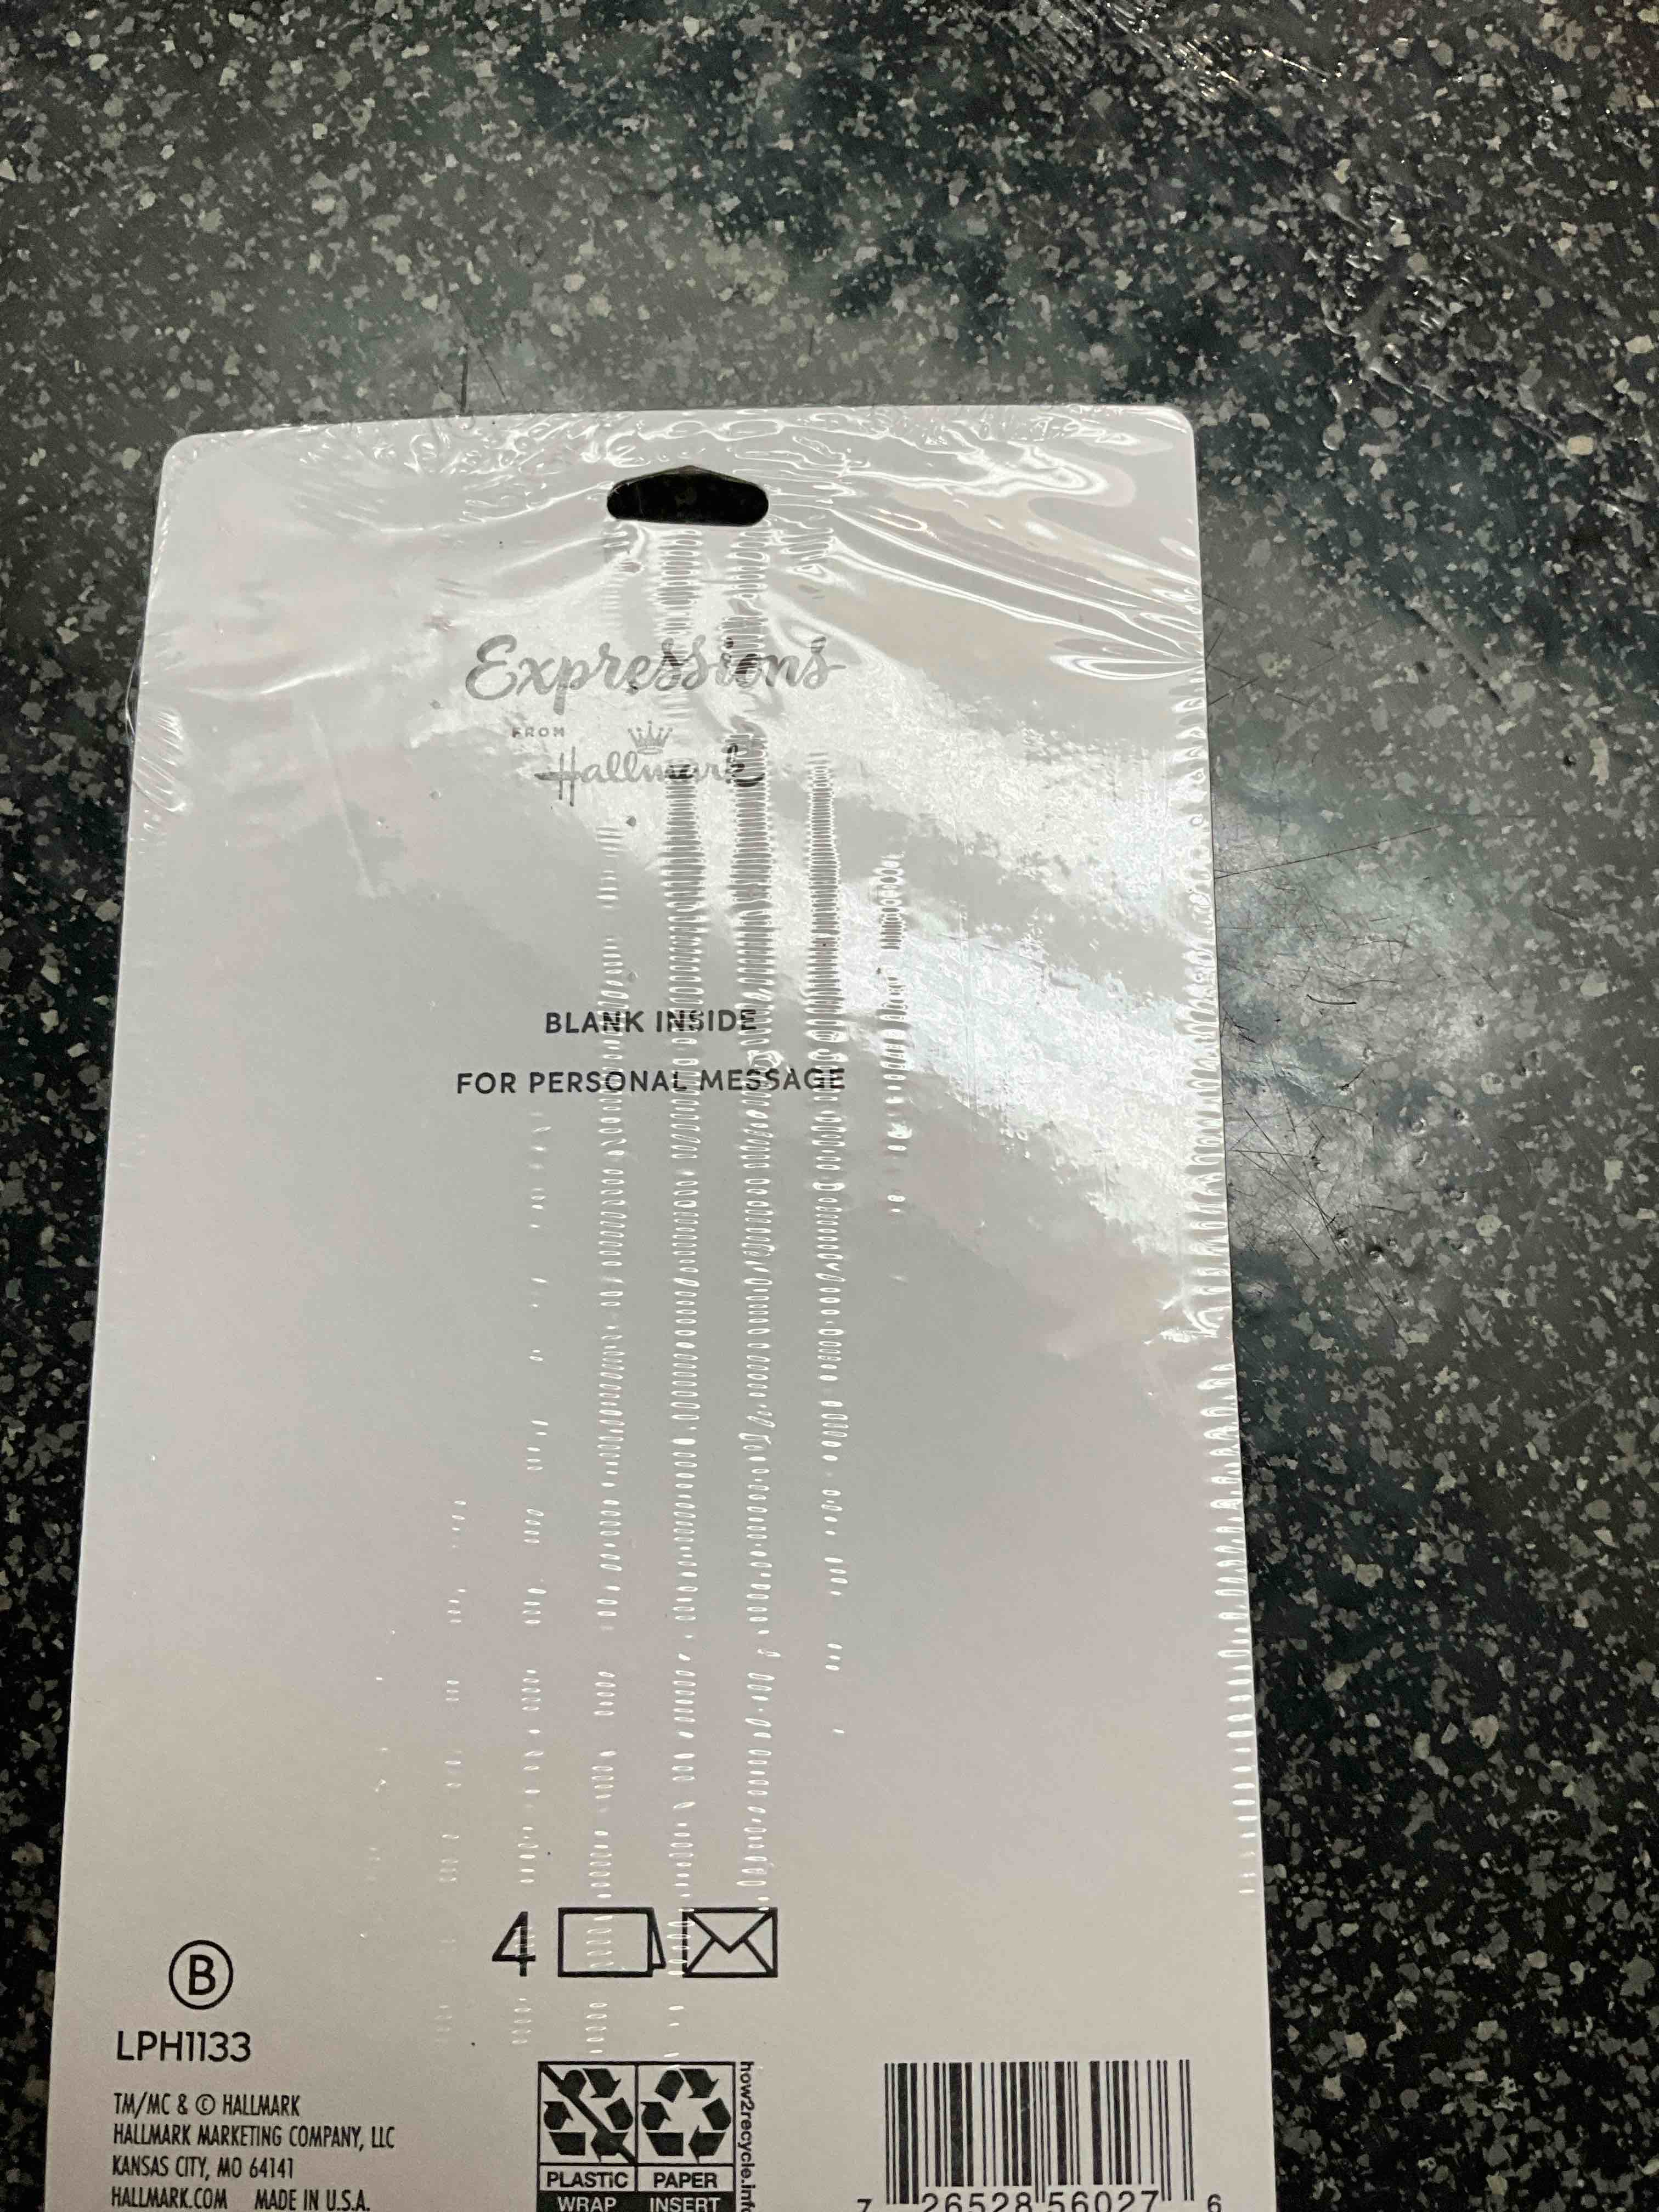 Expressions
FROM
Hallmark
BLANK INSIDE
FOR PERSONAL MESSAGE
4
B
LPH1133
TM/MC & © HALLMARK
HALLMARK MARKETING COMPANY, LLC
KANSAS CITY, MO 64141
HALLMARK.COM MADE IN U.S.A.
PLASTIC PAPER
WRAP INSERT
how2recycle.info
7 26528 56027 6